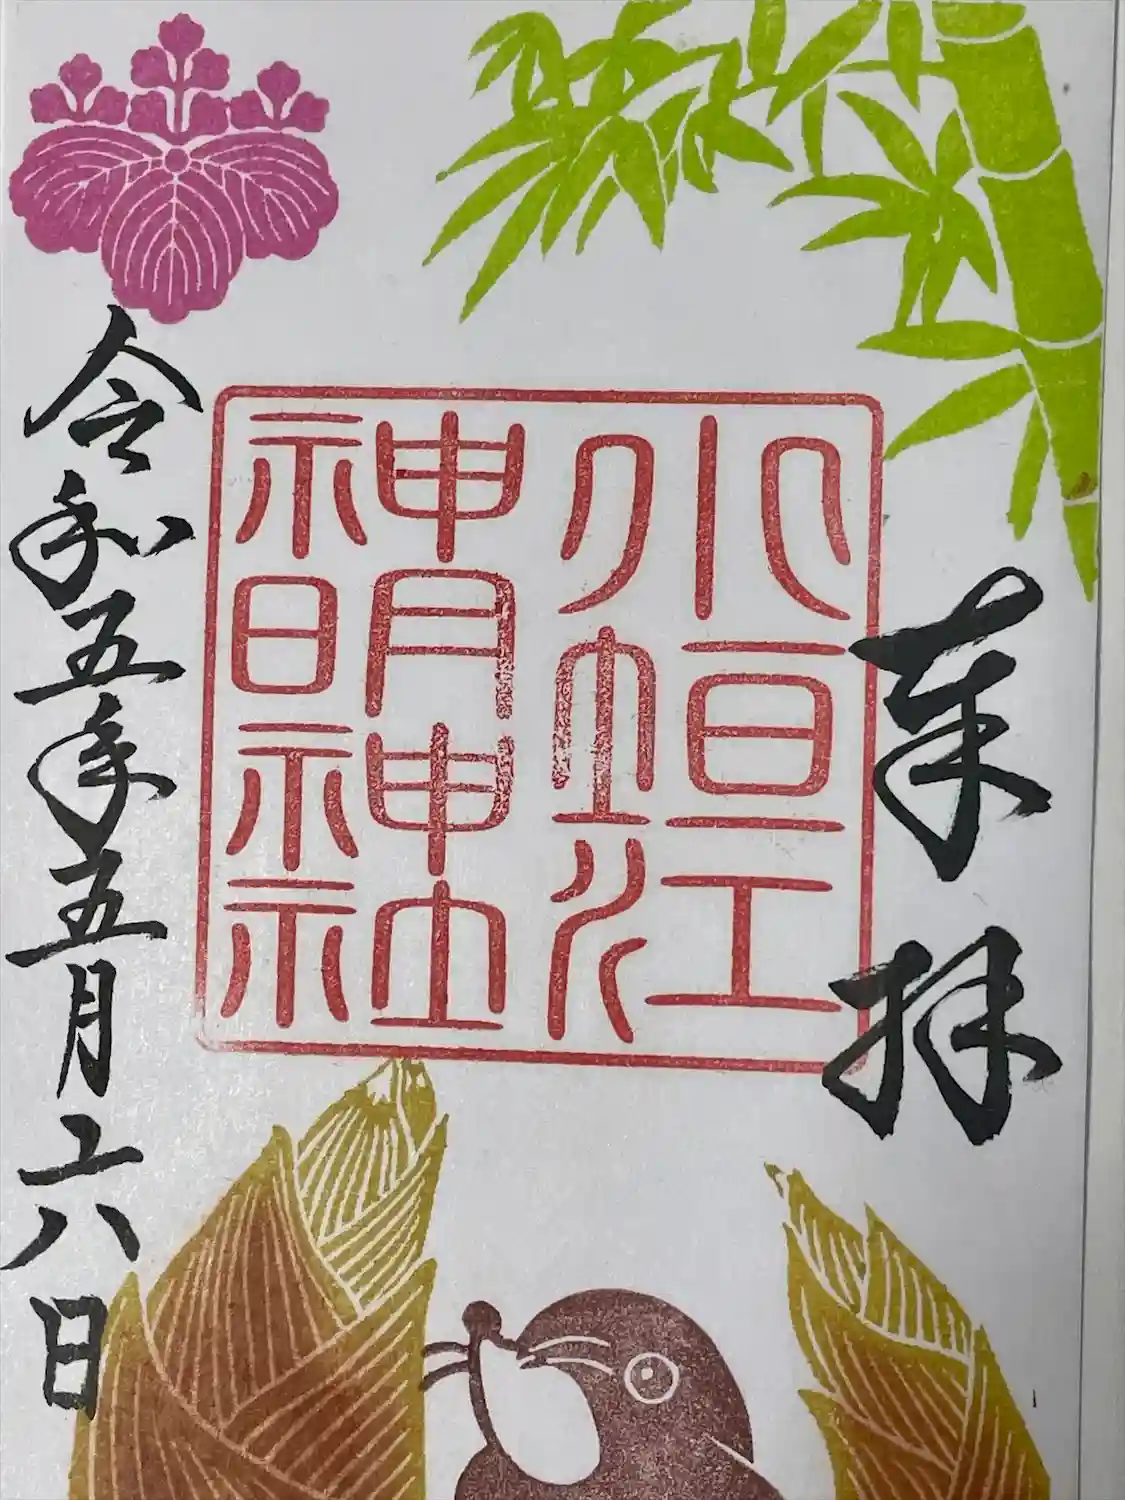 奉拝
小垣江
神明神社
令和五年五月六日